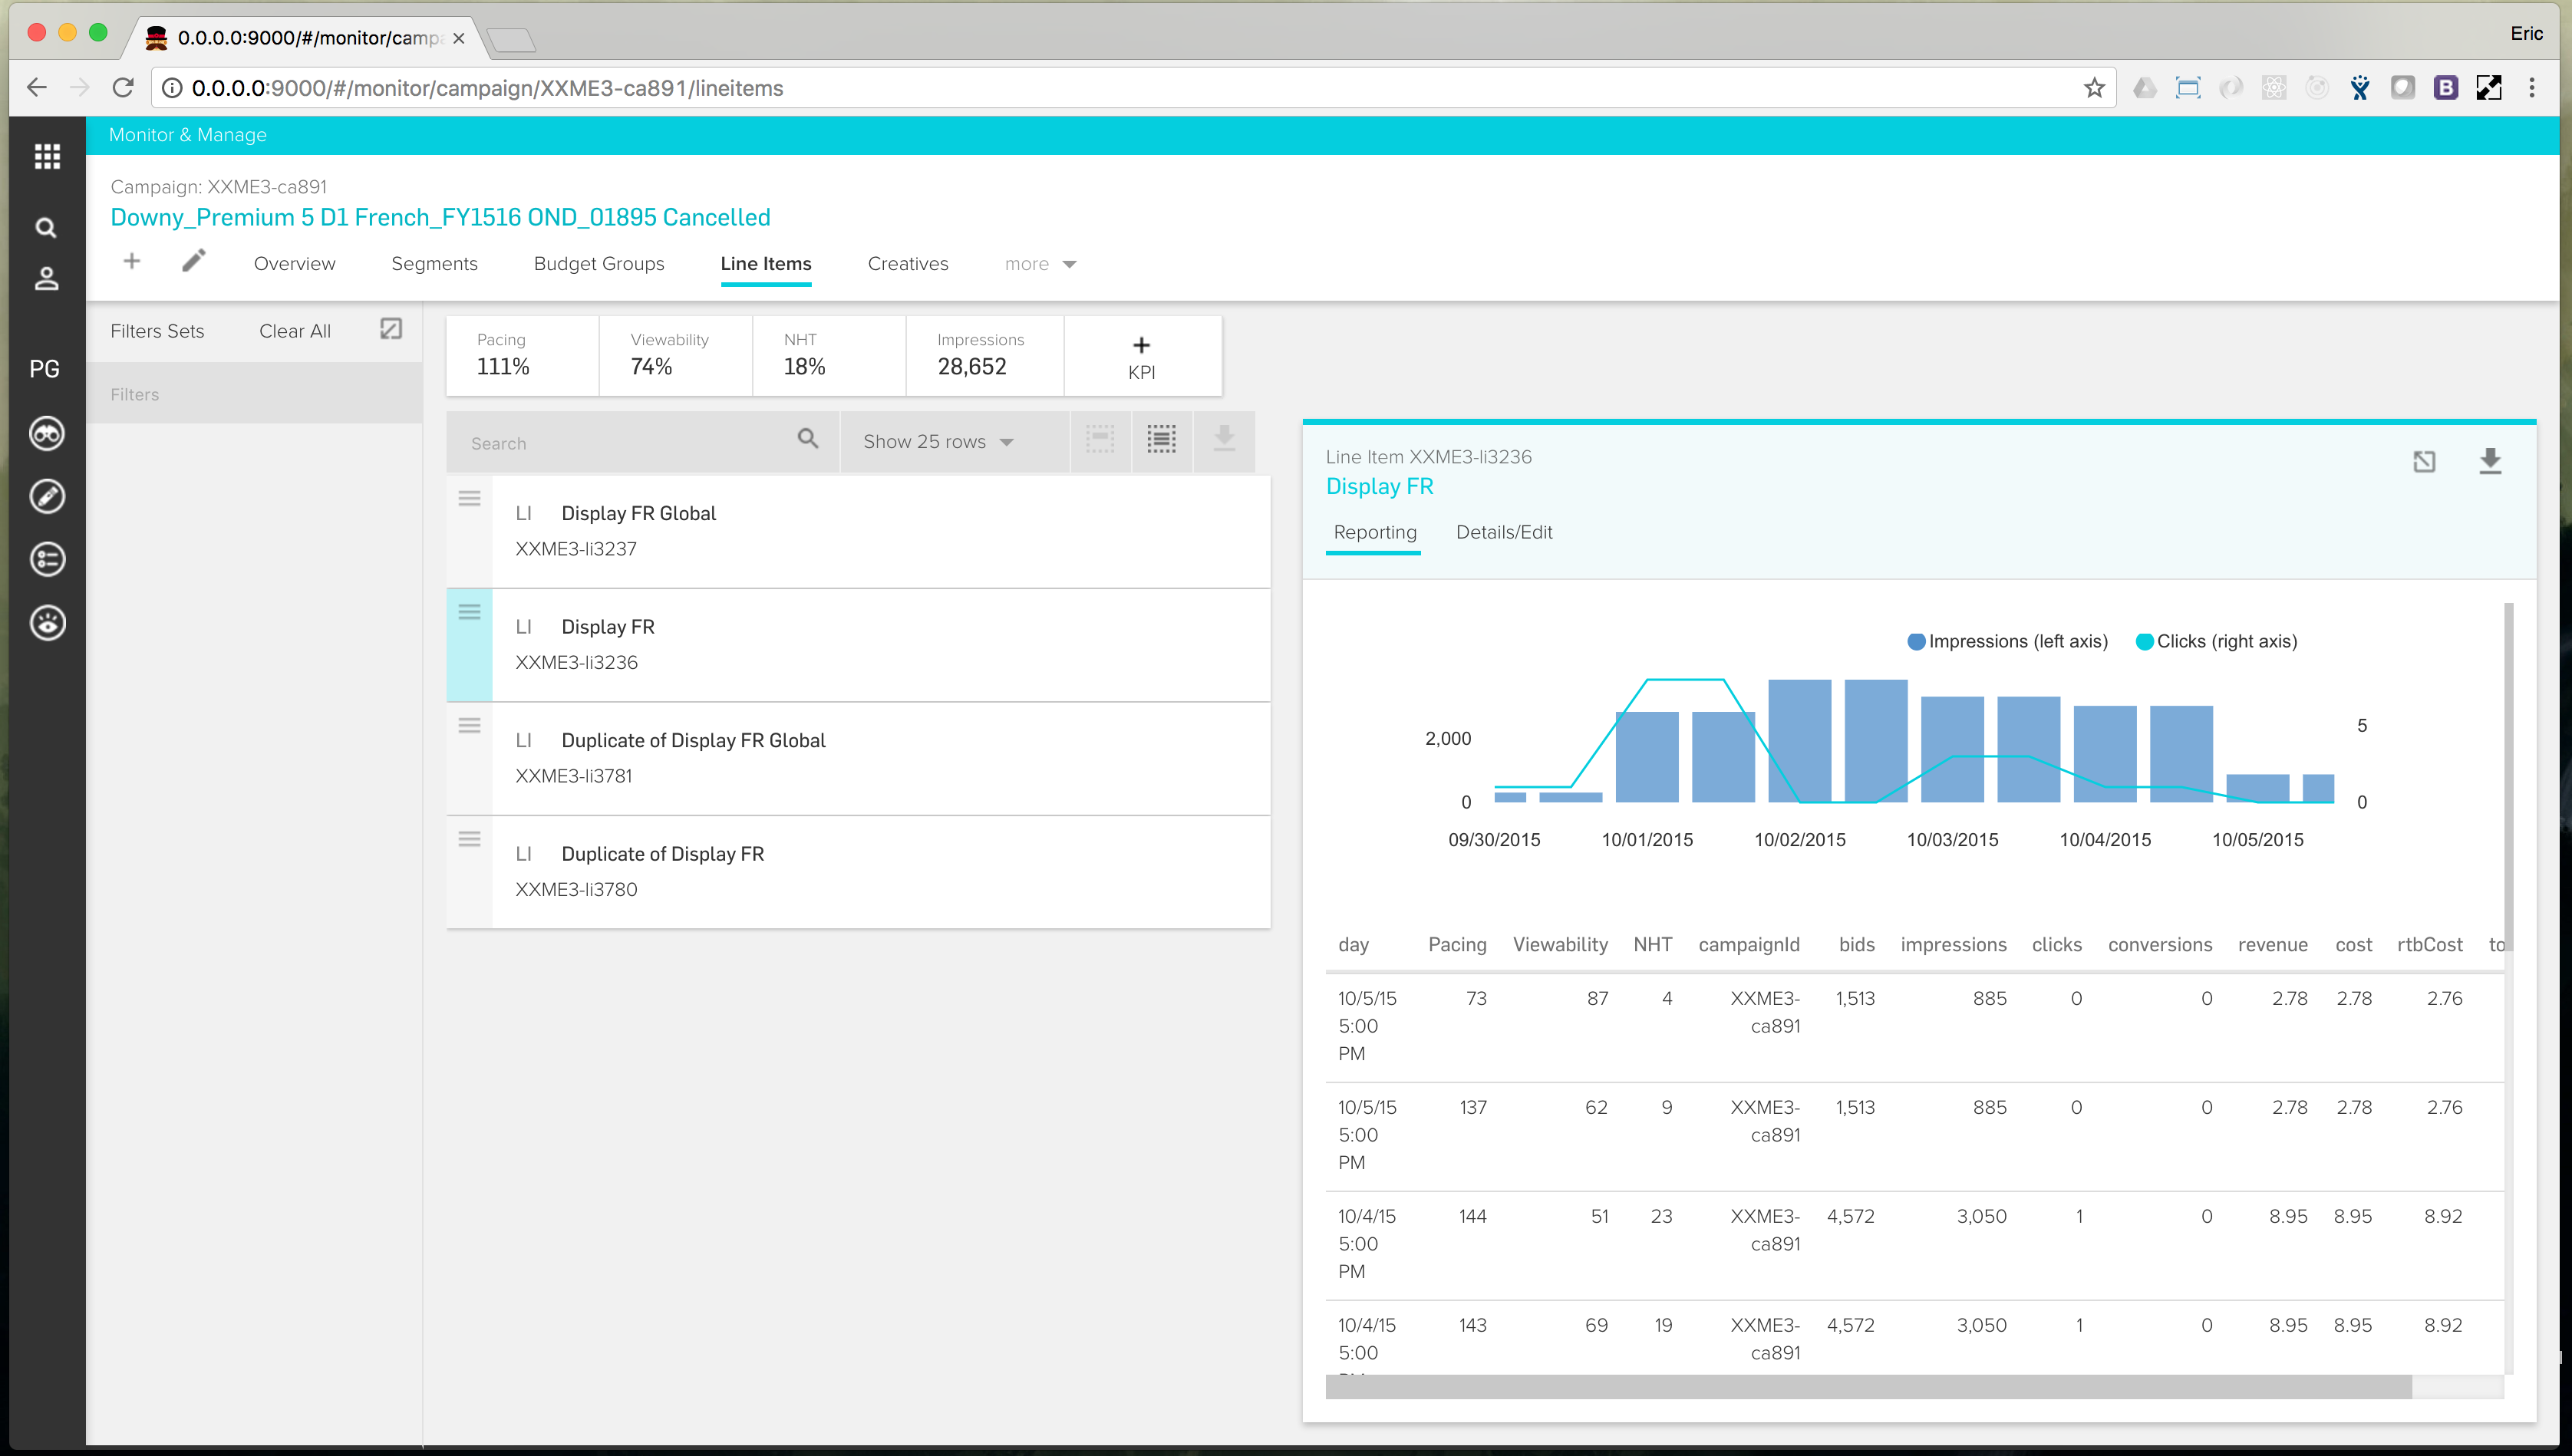 0.0.0.0:9000/#/monitor/camp
Eric
0.0.0.0:9000/#/monitor/campaign/XXME3-ca891/lineitems
Monitor & Manage
Campaign: XXME3-ca891
Downy_Premium 5 D1 French_FY1516 OND_01895 Cancelled
Overview Segments Budget Groups Line Items Creatives more
PG
Filters Sets Clear All
Filters
Pacing Viewability NHT Impressions
111% 74% 18% 28,652
+ KPI
Search Show 25 rows
LI Display FR Global
XXME3-li3237
LI Display FR
XXME3-li3236
LI Duplicate of Display FR Global
XXME3-li3781
LI Duplicate of Display FR
XXME3-li3780
Line Item XXME3-li3236
Display FR
Reporting Details/Edit
Impressions (left axis) Clicks (right axis)
2,000
0
5
0
09/30/2015 10/01/2015 10/02/2015 10/03/2015 10/04/2015 10/05/2015
day Pacing Viewability NHT campaignId bids impressions clicks conversions revenue cost rtbCost to
10/5/15 73 87 4 XXME3- 1,513 885 0 0 2.78 2.78 2.76
5:00 ca891
PM
10/5/15 137 62 9 XXME3- 1,513 885 0 0 2.78 2.78 2.76
5:00 ca891
PM
10/4/15 144 51 23 XXME3- 4,572 3,050 1 0 8.95 8.95 8.92
5:00 ca891
PM
10/4/15 143 69 19 XXME3- 4,572 3,050 1 0 8.95 8.95 8.92
5:00 ca891